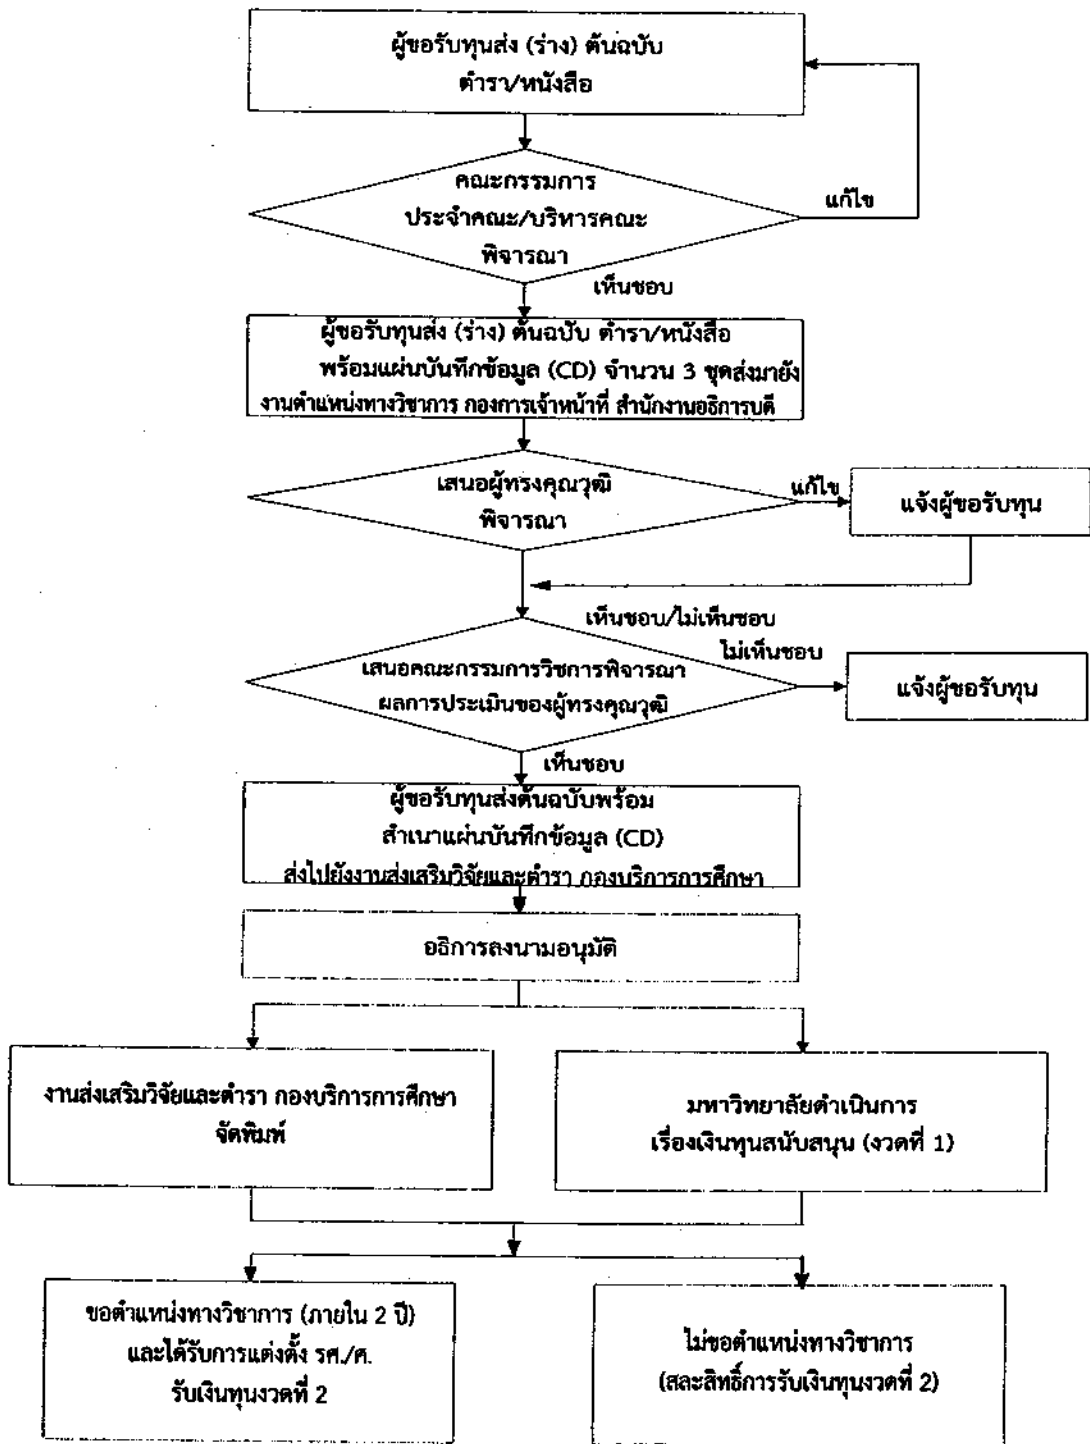 ผู้ขอรับทุนส่ง (ร่าง) ต้นฉบับ
ตำรา/หนังสือ
คณะกรรมการ
ประจำคณะ/บริหารคณะ
พิจารณา
แก้ไข
เห็นชอบ
ผู้ขอรับทุนส่ง (ร่าง) ต้นฉบับ ตำรา/หนังสือ
พร้อมแผ่นบันทึกข้อมูล (CD) จำนวน 3 ชุดส่งมายัง
งานตำแหน่งทางวิชาการ กองการเจ้าหน้าที่ สำนักงานอธิการบดี
เสนอผู้ทรงคุณวุฒิ
พิจารณา
แก้ไข
แจ้งผู้ขอรับทุน
เห็นชอบ/ไม่เห็นชอบ
ไม่เห็นชอบ
เสนอคณะกรรมการวิชการพิจารณา
ผลการประเมินของผู้ทรงคุณวุฒิ
แจ้งผู้ขอรับทุน
เห็นชอบ
ผู้ขอรับทุนส่งต้นฉบับพร้อม
สำเนาแผ่นบันทึกข้อมูล (CD)
ส่งไปยังงานส่งเสริมวิจัยและตำรา กองบริการการศึกษา
อธิการลงนามอนุมัติ
งานส่งเสริมวิจัยและตำรา กองบริการการศึกษา
จัดพิมพ์
มหาวิทยาลัยดำเนินการ
เรื่องเงินทุนสนับสนุน (งวดที่ 1)
ขอตำแหน่งทางวิชาการ (ภายใน 2 ปี)
และได้รับการแต่งตั้ง รศ./ศ.
รับเงินทุนงวดที่ 2
ไม่ขอตำแหน่งทางวิชาการ
(สละสิทธิ์การรับเงินทุนงวดที่ 2)